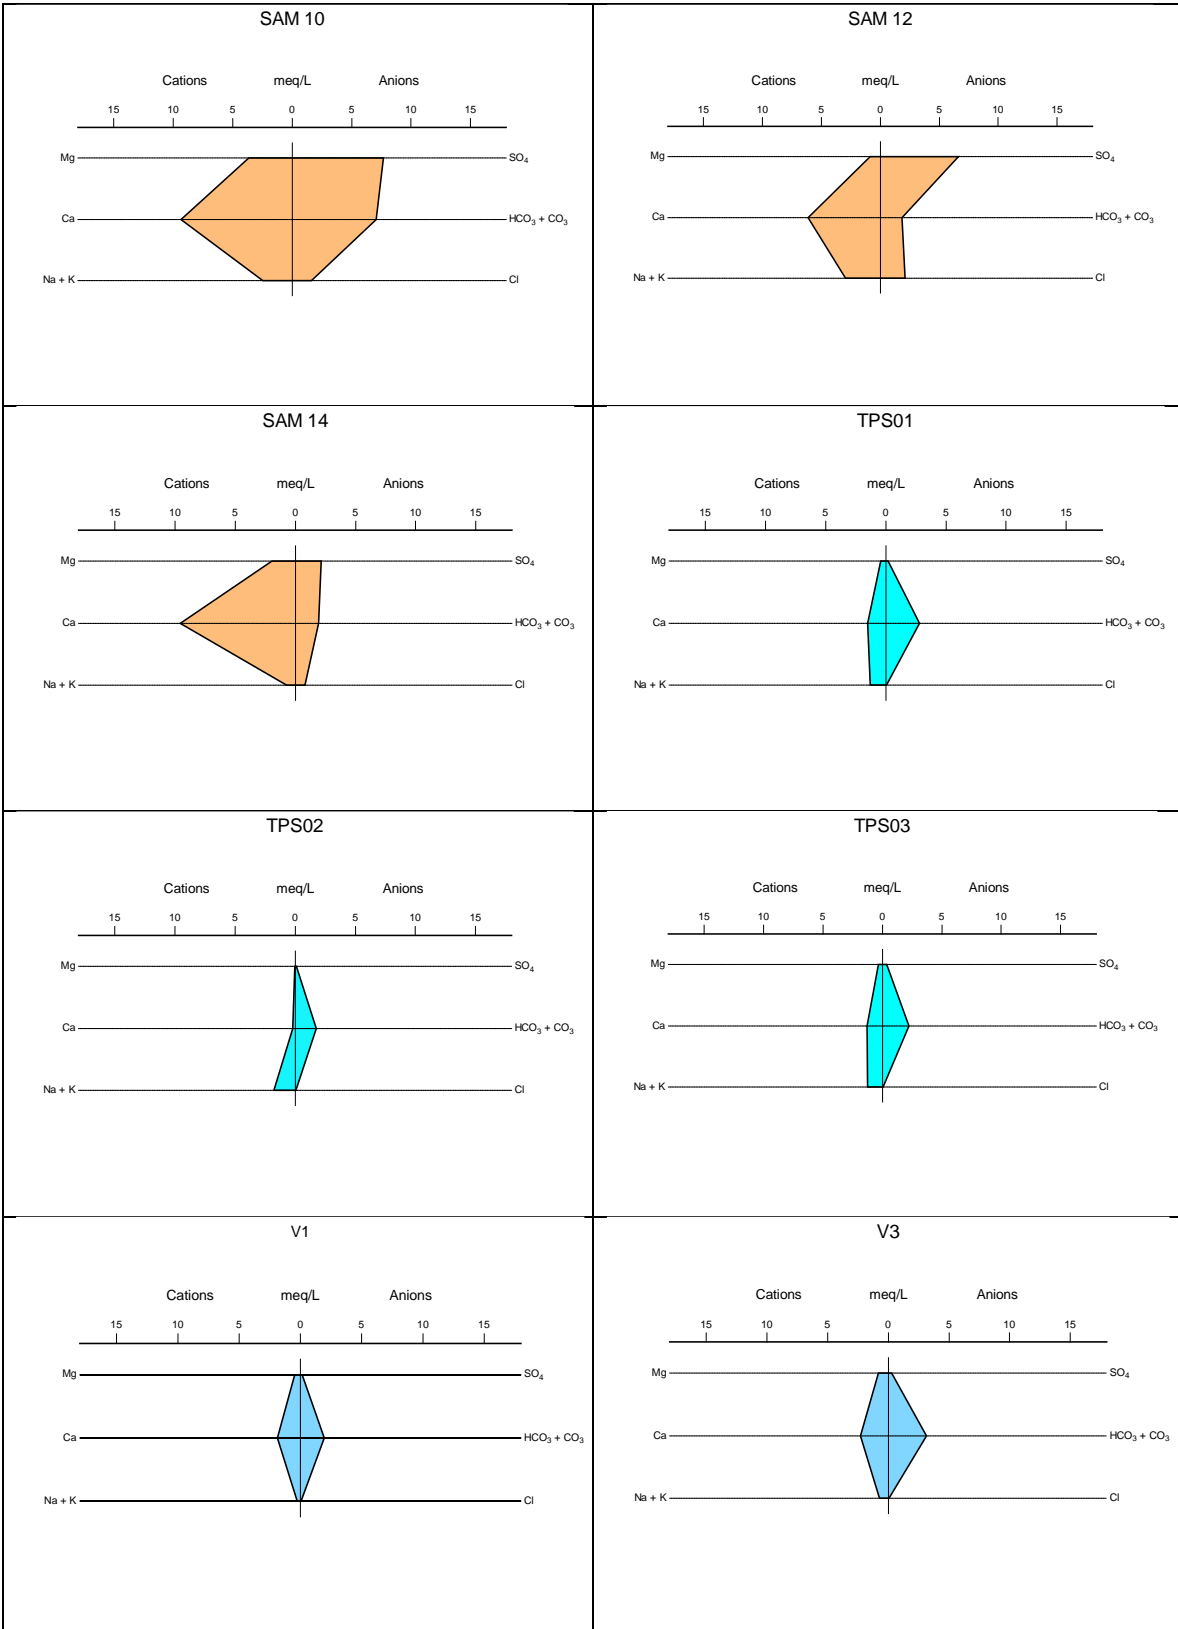 SAM 10
Cations meq/L Anions
15 10 5 0 5 10 15
Mg SO₄
Ca HCO₃ + CO₃
Na + K Cl
SAM 12
Cations meq/L Anions
15 10 5 0 5 10 15
Mg SO₄
Ca HCO₃ + CO₃
Na + K Cl
SAM 14
Cations meq/L Anions
15 10 5 0 5 10 15
Mg SO₄
Ca HCO₃ + CO₃
Na + K Cl
TPS01
Cations meq/L Anions
15 10 5 0 5 10 15
Mg SO₄
Ca HCO₃ + CO₃
Na + K Cl
TPS02
Cations meq/L Anions
15 10 5 0 5 10 15
Mg SO₄
Ca HCO₃ + CO₃
Na + K Cl
TPS03
Cations meq/L Anions
15 10 5 0 5 10 15
Mg SO₄
Ca HCO₃ + CO₃
Na + K Cl
V1
Cations meq/L Anions
15 10 5 0 5 10 15
Mg SO₄
Ca HCO₃ + CO₃
Na + K Cl
V3
Cations meq/L Anions
15 10 5 0 5 10 15
Mg SO₄
Ca HCO₃ + CO₃
Na + K Cl